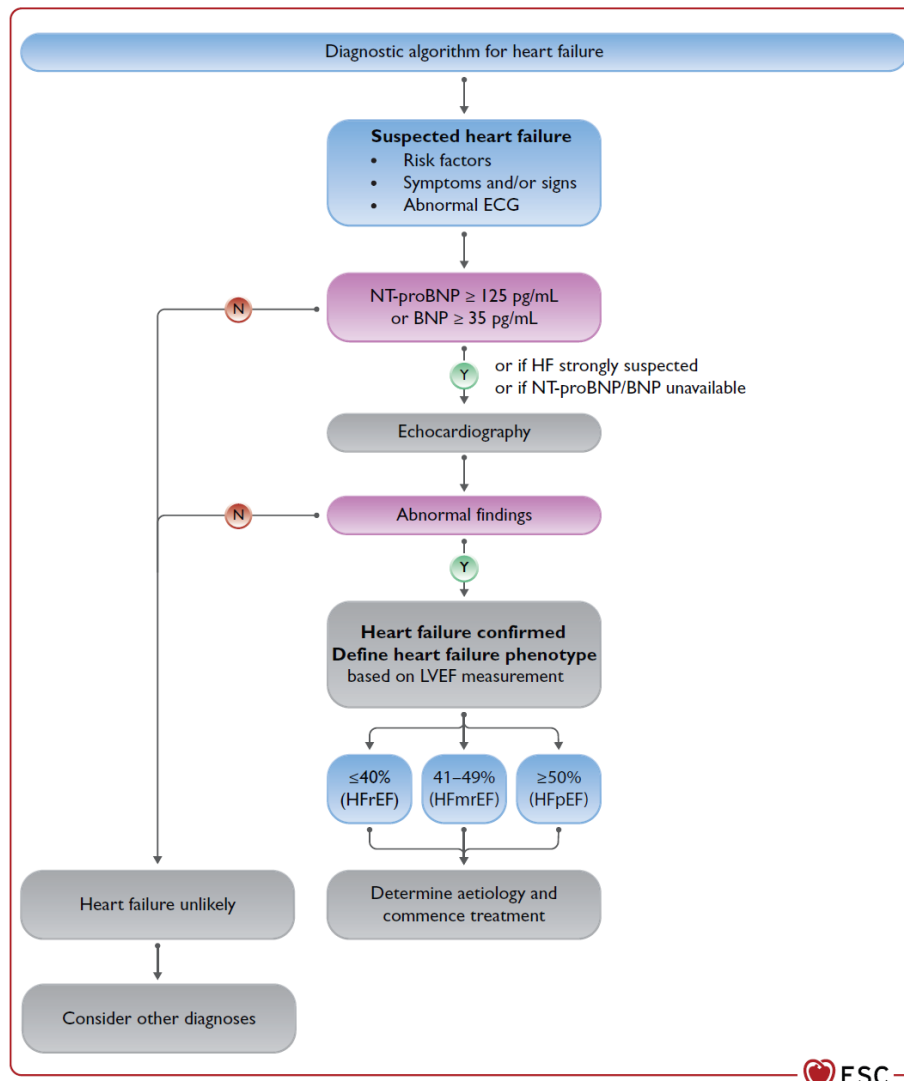 Diagnostic algorithm for heart failure
Suspected heart failure
• Risk factors
• Symptoms and/or signs
• Abnormal ECG
N
NT-proBNP ≥ 125 pg/mL
or BNP ≥ 35 pg/mL
Y
or if HF strongly suspected
or if NT-proBNP/BNP unavailable
Echocardiography
N
Abnormal findings
Y
Heart failure confirmed
Define heart failure phenotype
based on LVEF measurement
≤40%
(HFrEF)
41–49%
(HFmrEF)
≥50%
(HFpEF)
Heart failure unlikely
Determine aetiology and
commence treatment
Consider other diagnoses
ESC